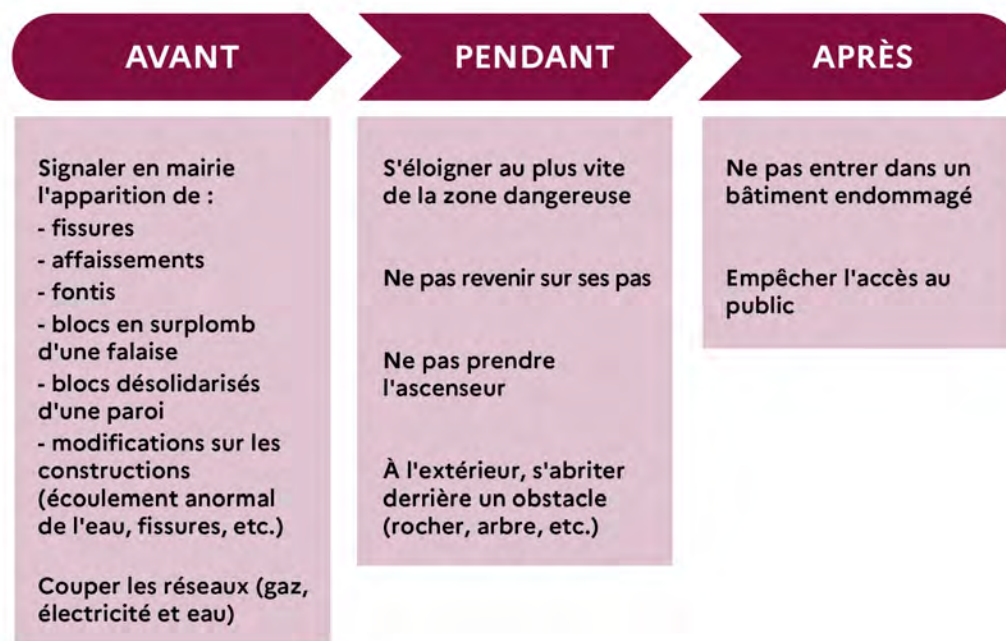 AVANT
Signaler en mairie
l'apparition de :
- fissures
- affaissements
- fontis
- blocs en surplomb
d'une falaise
- blocs désolidarisés
d'une paroi
- modifications sur les
constructions
(écoulement anormal
de l'eau, fissures, etc.)
Couper les réseaux (gaz,
électricité et eau)
PENDANT
S'éloigner au plus vite
de la zone dangereuse
Ne pas revenir sur ses pas
Ne pas prendre
l'ascenseur
À l'extérieur, s'abriter
derrière un obstacle
(rocher, arbre, etc.)
APRÈS
Ne pas entrer dans un
bâtiment endommagé
Empêcher l'accès au
public